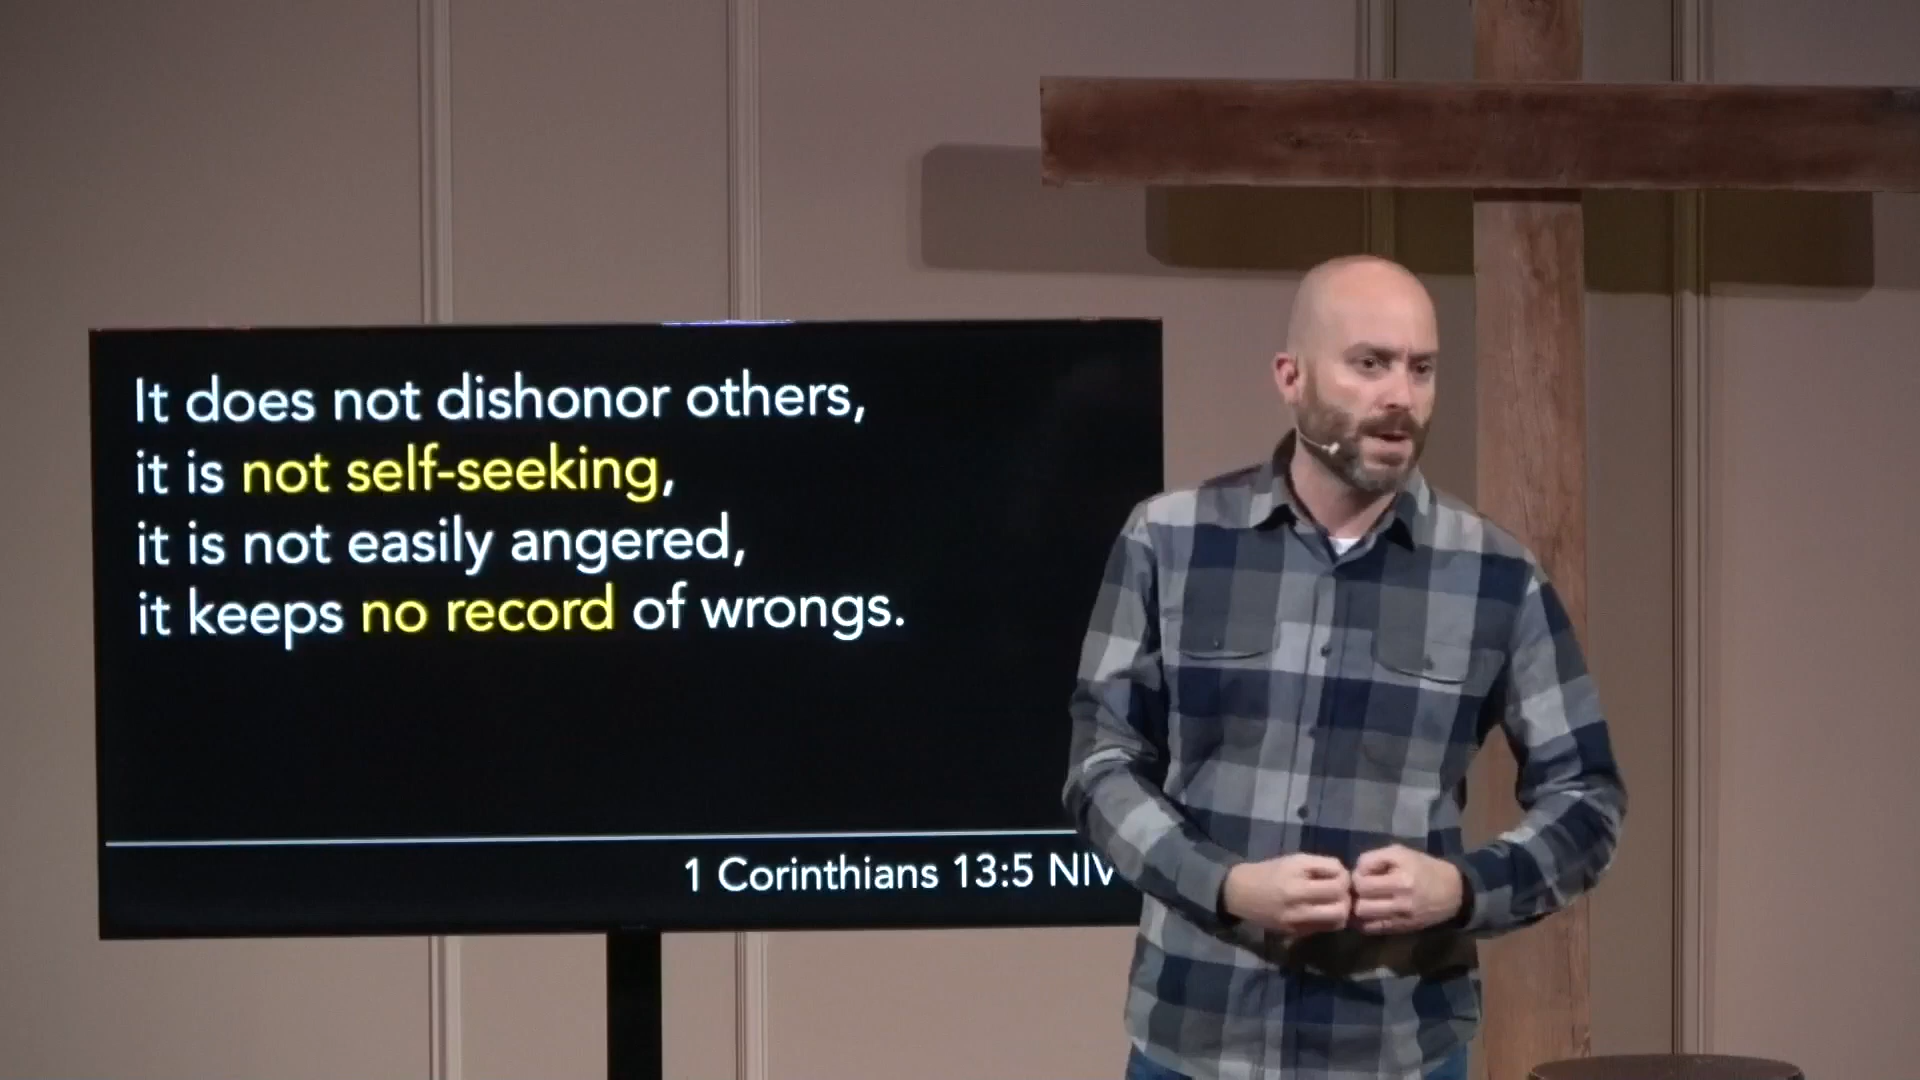 It does not dishonor others,
it is not self-seeking,
it is not easily angered,
it keeps no record of wrongs.
1 Corinthians 13:5 NIV